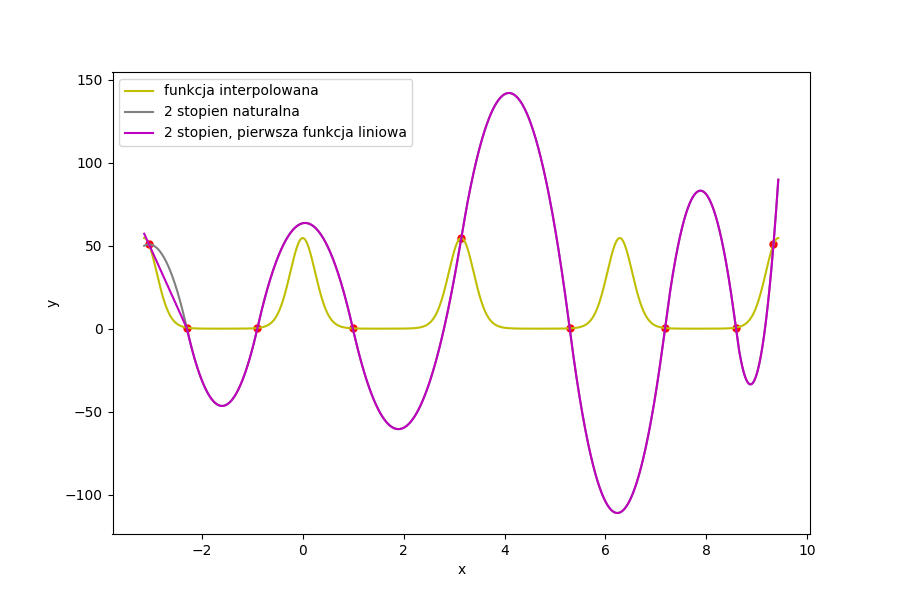 funkcja interpolowana
2 stopien naturalna
2 stopien, pierwsza funkcja liniowa
150
100
50
0
−50
−100
y
−2 0 2 4 6 8 10
x